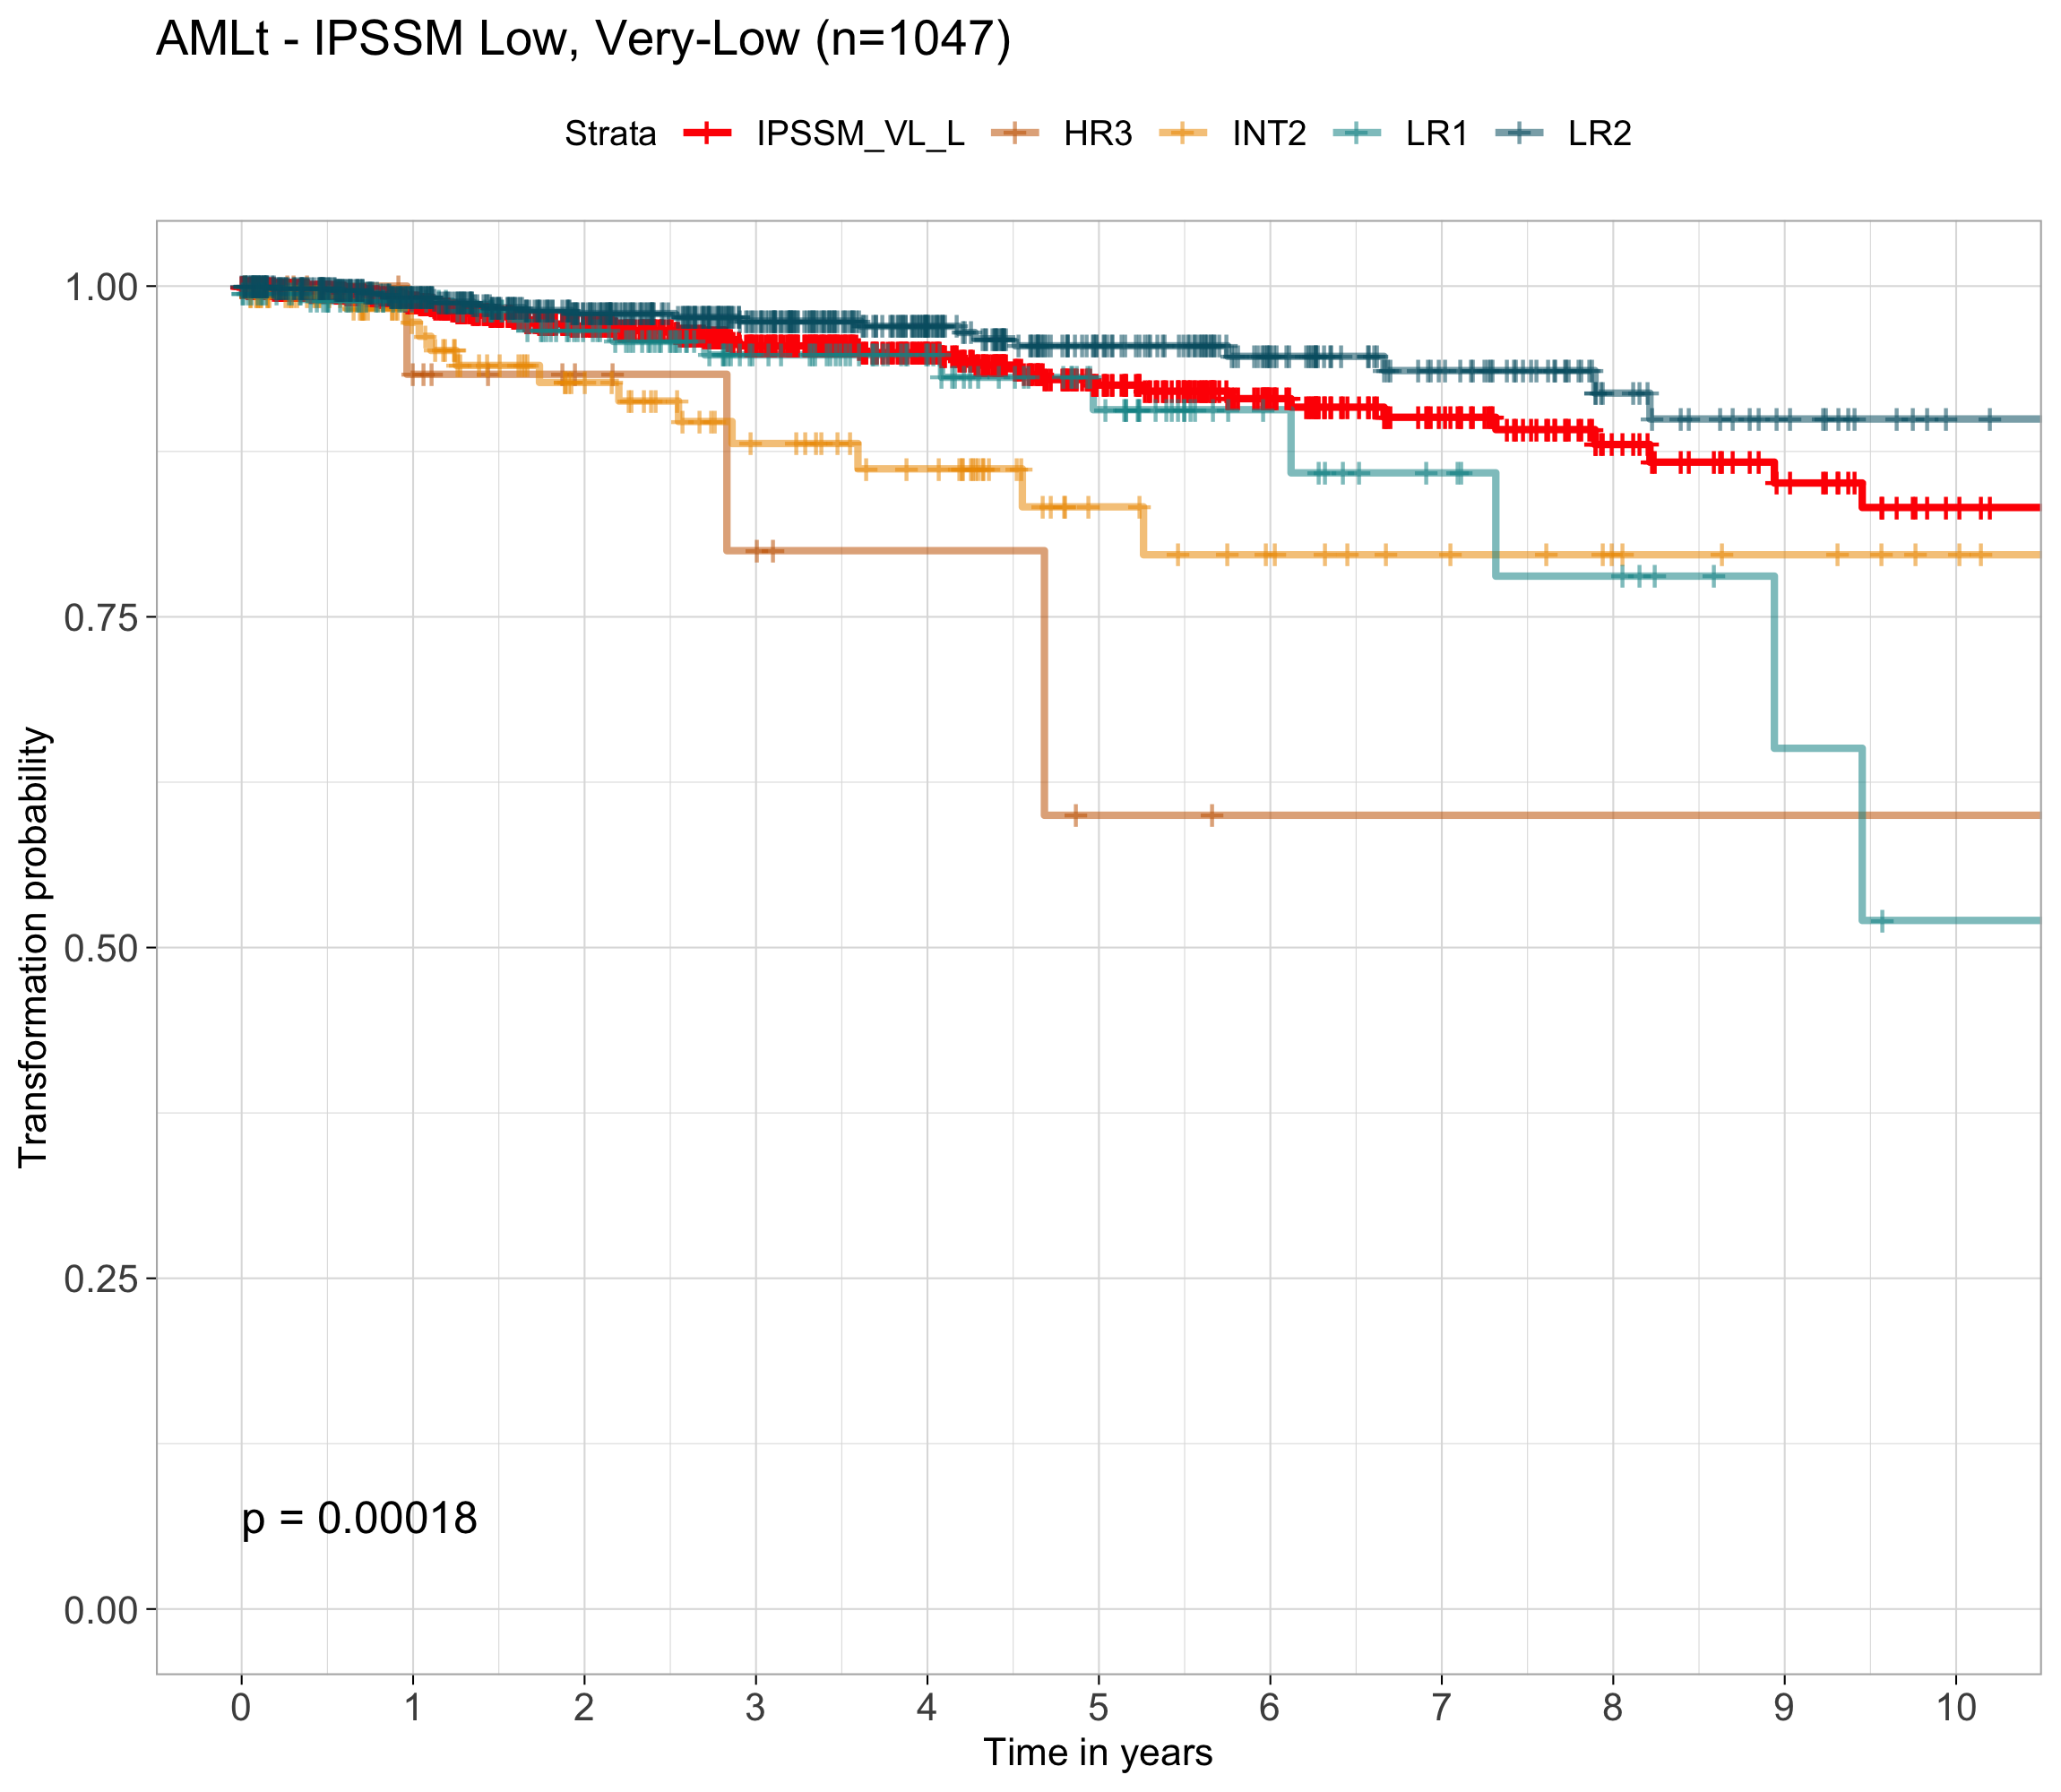 AMLt - IPSSM Low, Very-Low (n=1047)
Strata IPSSM_VL_L HR3 INT2 LR1 LR2
Transformation probability
1.00
0.75
0.50
0.25
0.00
p = 0.00018
0 1 2 3 4 5 6 7 8 9 10
Time in years